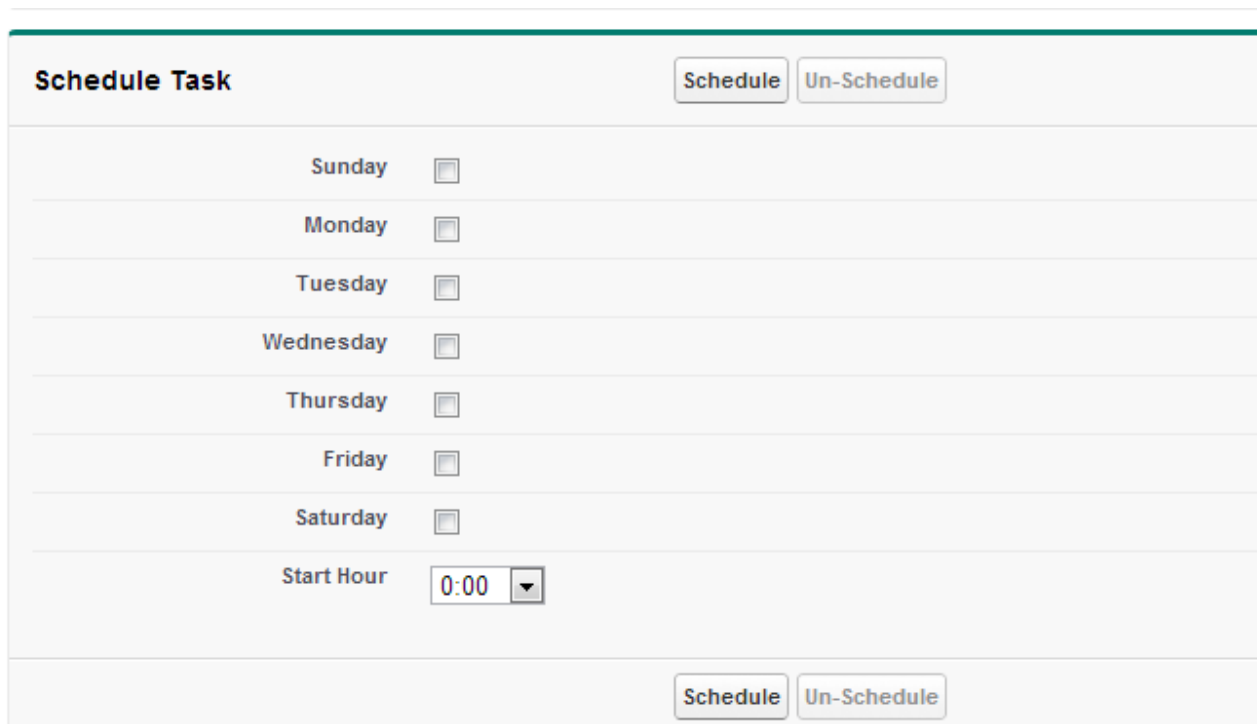 Schedule Task Schedule Un-Schedule
Sunday
Monday
Tuesday
Wednesday
Thursday
Friday
Saturday
Start Hour 0:00
Schedule Un-Schedule